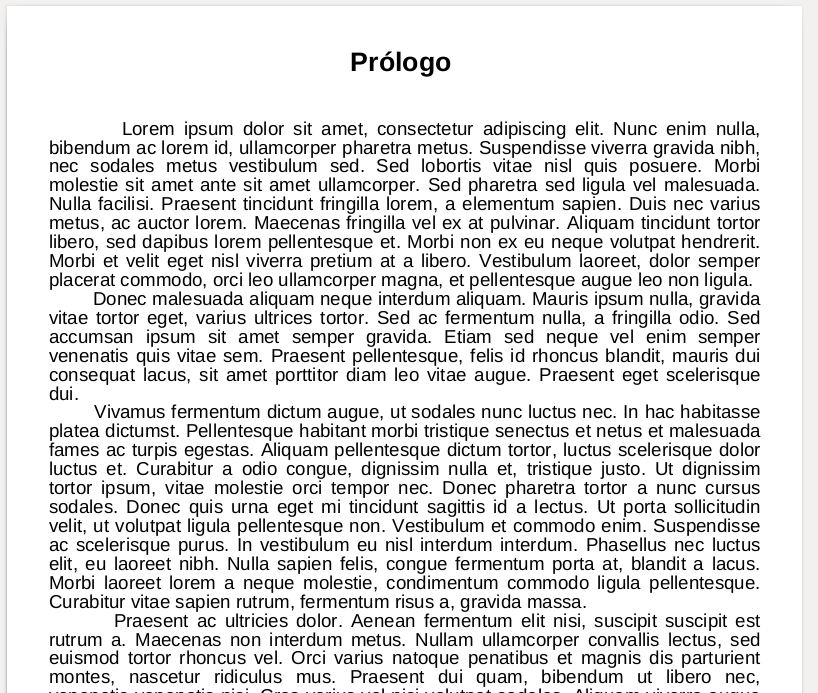 Prólogo
Lorem ipsum dolor sit amet, consectetur adipiscing elit. Nunc enim nulla,
bibendum ac lorem id, ullamcorper pharetra metus. Suspendisse viverra gravida nibh,
nec sodales metus vestibulum sed. Sed lobortis vitae nisl quis posuere. Morbi
molestie sit amet ante sit amet ullamcorper. Sed pharetra sed ligula vel malesuada.
Nulla facilisi. Praesent tincidunt fringilla lorem, a elementum sapien. Duis nec varius
metus, ac auctor lorem. Maecenas fringilla vel ex at pulvinar. Aliquam tincidunt tortor
libero, sed dapibus lorem pellentesque et. Morbi non ex eu neque volutpat hendrerit.
Morbi et velit eget nisl viverra pretium at a libero. Vestibulum laoreet, dolor semper
placerat commodo, orci leo ullamcorper magna, et pellentesque augue leo non ligula.
Donec malesuada aliquam neque interdum aliquam. Mauris ipsum nulla, gravida
vitae tortor eget, varius ultrices tortor. Sed ac fermentum nulla, a fringilla odio. Sed
accumsan ipsum sit amet semper gravida. Etiam sed neque vel enim semper
venenatis quis vitae sem. Praesent pellentesque, felis id rhoncus blandit, mauris dui
consequat lacus, sit amet porttitor diam leo vitae augue. Praesent eget scelerisque
dui.
Vivamus fermentum dictum augue, ut sodales nunc luctus nec. In hac habitasse
platea dictumst. Pellentesque habitant morbi tristique senectus et netus et malesuada
fames ac turpis egestas. Aliquam pellentesque dictum tortor, luctus scelerisque dolor
luctus et. Curabitur a odio congue, dignissim nulla et, tristique justo. Ut dignissim
tortor ipsum, vitae molestie orci tempor nec. Donec pharetra tortor a nunc cursus
sodales. Donec quis urna eget mi tincidunt sagittis id a lectus. Ut porta sollicitudin
velit, ut volutpat ligula pellentesque non. Vestibulum et commodo enim. Suspendisse
ac scelerisque purus. In vestibulum eu nisl interdum interdum. Phasellus nec luctus
elit, eu laoreet nibh. Nulla sapien felis, congue fermentum porta at, blandit a lacus.
Morbi laoreet lorem a neque molestie, condimentum commodo ligula pellentesque.
Curabitur vitae sapien rutrum, fermentum risus a, gravida massa.
Praesent ac ultricies dolor. Aenean fermentum elit nisi, suscipit suscipit est
rutrum a. Maecenas non interdum metus. Nullam ullamcorper convallis lectus, sed
euismod tortor rhoncus vel. Orci varius natoque penatibus et magnis dis parturient
montes, nascetur ridiculus mus. Praesent dui quam, bibendum ut libero nec,